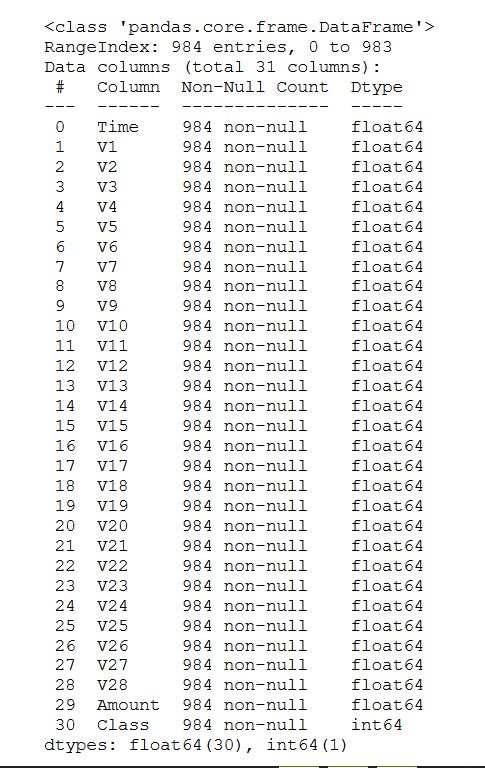 <class 'pandas.core.frame.DataFrame'>
RangeIndex: 984 entries, 0 to 983
Data columns (total 31 columns):
#   Column  Non-Null Count  Dtype
---  ------  --------------  -----
0   Time    984 non-null    float64
1   V1      984 non-null    float64
2   V2      984 non-null    float64
3   V3      984 non-null    float64
4   V4      984 non-null    float64
5   V5      984 non-null    float64
6   V6      984 non-null    float64
7   V7      984 non-null    float64
8   V8      984 non-null    float64
9   V9      984 non-null    float64
10  V10     984 non-null    float64
11  V11     984 non-null    float64
12  V12     984 non-null    float64
13  V13     984 non-null    float64
14  V14     984 non-null    float64
15  V15     984 non-null    float64
16  V16     984 non-null    float64
17  V17     984 non-null    float64
18  V18     984 non-null    float64
19  V19     984 non-null    float64
20  V20     984 non-null    float64
21  V21     984 non-null    float64
22  V22     984 non-null    float64
23  V23     984 non-null    float64
24  V24     984 non-null    float64
25  V25     984 non-null    float64
26  V26     984 non-null    float64
27  V27     984 non-null    float64
28  V28     984 non-null    float64
29  Amount  984 non-null    float64
30  Class   984 non-null    int64
dtypes: float64(30), int64(1)